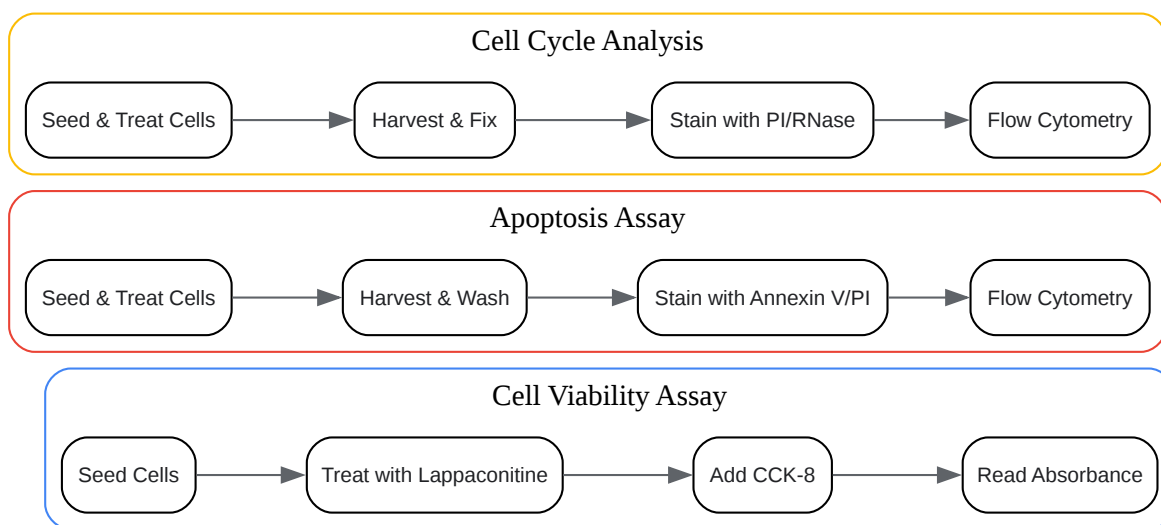 Cell Cycle Analysis
Seed & Treat Cells
Harvest & Fix
Stain with PI/RNase
Flow Cytometry
Apoptosis Assay
Seed & Treat Cells
Harvest & Wash
Stain with Annexin V/PI
Flow Cytometry
Cell Viability Assay
Seed Cells
Treat with Lappaconitine
Add CCK-8
Read Absorbance